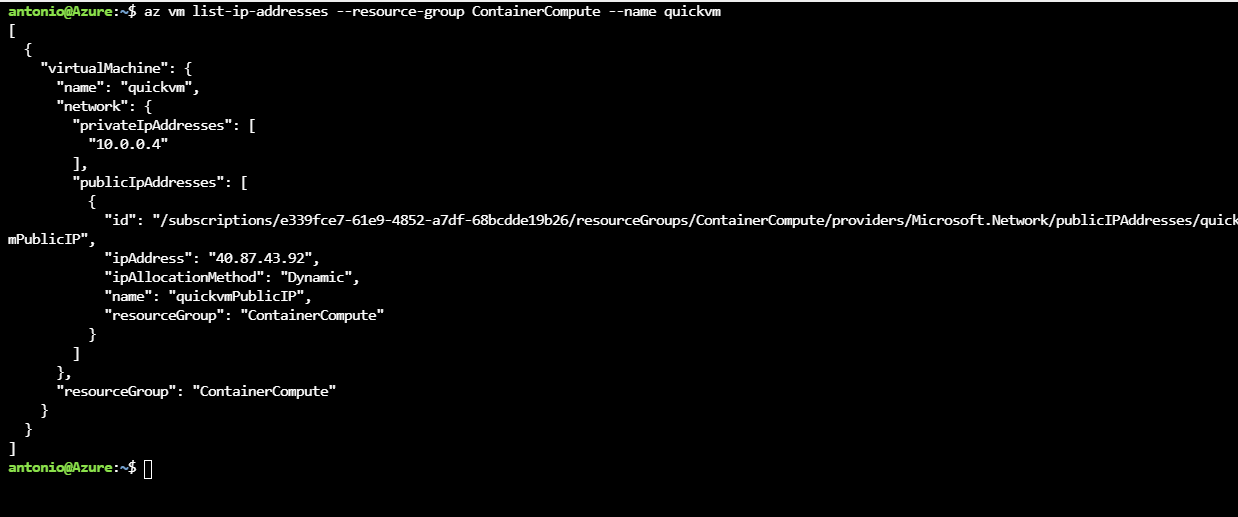 antonio@Azure:~$ az vm list-ip-addresses --resource-group ContainerCompute --name quickvm
[
  {
    "virtualMachine": {
      "name": "quickvm",
      "network": {
        "privateIpAddresses": [
          "10.0.0.4"
        ],
        "publicIpAddresses": [
          {
            "id": "/subscriptions/e339fce7-61e9-4852-a7df-68bcdde19b26/resourceGroups/ContainerCompute/providers/Microsoft.Network/publicIPAddresses/quick
mPublicIP",
            "ipAddress": "40.87.43.92",
            "ipAllocationMethod": "Dynamic",
            "name": "quickvmPublicIP",
            "resourceGroup": "ContainerCompute"
          }
        ]
      },
      "resourceGroup": "ContainerCompute"
    }
  }
]
antonio@Azure:~$